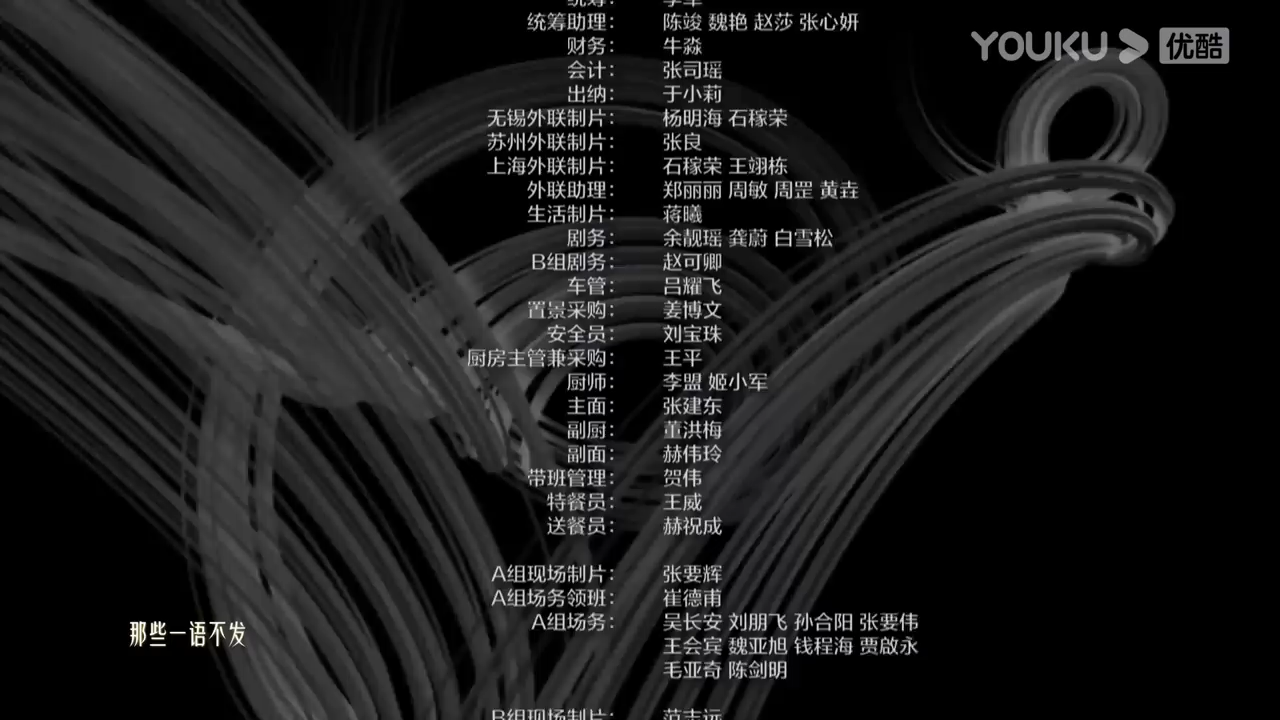 统筹助理： 陈竣 魏艳 赵莎 张心妍
YOUKU 优酷
财务： 牛淼
会计： 张司瑶
出纳： 于小莉
无锡外联制片： 杨明海 石稼荣
苏州外联制片： 张良
上海外联制片： 石稼荣 王翊栋
外联助理： 郑丽丽 周敏 周罡 黄垚
生活制片： 蒋曦
剧务： 余靓瑶 龚蔚 白雪松
B组剧务： 赵可卿
车管： 吕耀飞
置景采购： 姜博文
安全员： 刘宝珠
厨房主管兼采购： 王平
厨师： 李盟 姬小军
主面： 张建东
副厨： 董洪梅
副面： 赫伟玲
带班管理： 贺伟
特餐员： 王威
送餐员： 赫祝成
A组现场制片： 张要辉
A组场务领班： 崔德甫
A组场务： 吴长安 刘朋飞 孙合阳 张要伟
那些一语不发
王会宾 魏亚旭 钱程海 贾啟永
毛亚奇 陈剑明
B组现场制片： 范志远